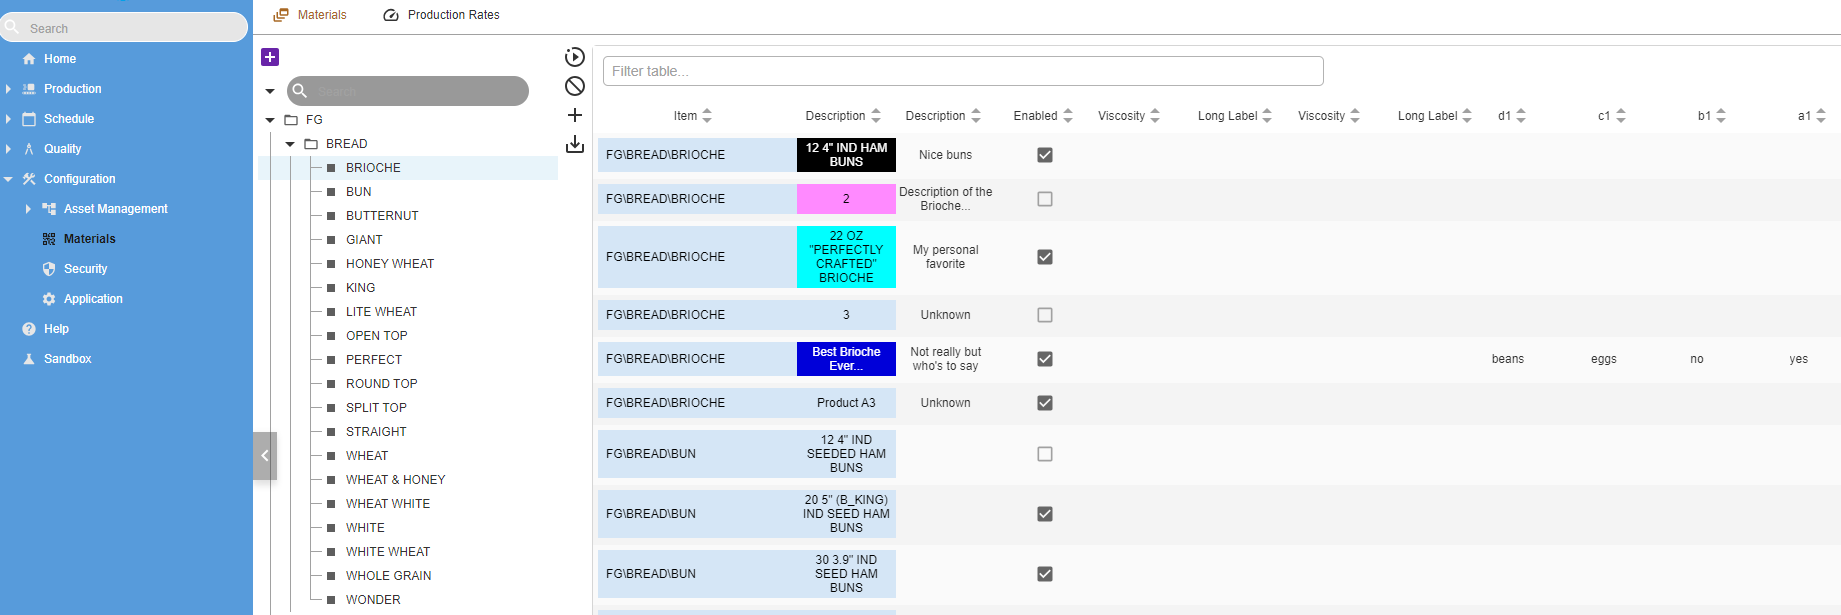 Materials
Production Rates
Search
Home
Production
Schedule
Quality
Configuration
Asset Management
Materials
Security
Application
Help
Sandbox
Search
FG
BREAD
BRIOCHE
BUN
BUTTERNUT
GIANT
HONEY WHEAT
KING
LITE WHEAT
OPEN TOP
PERFECT
ROUND TOP
SPLIT TOP
STRAIGHT
WHEAT
WHEAT & HONEY
WHEAT WHITE
WHITE
WHITE WHEAT
WHOLE GRAIN
WONDER
Filter table...
Item Description Description Enabled Viscosity Long Label Viscosity Long Label d1 c1 b1 a1
FG\BREAD\BRIOCHE
12 4" IND HAM
BUNS
Nice buns
FG\BREAD\BRIOCHE
2
Description of the
Brioche...
FG\BREAD\BRIOCHE
22 OZ
"PERFECTLY
CRAFTED"
BRIOCHE
My personal
favorite
FG\BREAD\BRIOCHE
3
Unknown
FG\BREAD\BRIOCHE
Best Brioche
Ever...
Not really but
who's to say
beans eggs no yes
FG\BREAD\BRIOCHE
Product A3
Unknown
FG\BREAD\BUN
12 4" IND
SEEDED HAM
BUNS
FG\BREAD\BUN
20 5" (B_KING)
IND SEED HAM
BUNS
FG\BREAD\BUN
30 3.9" IND
SEED HAM
BUNS